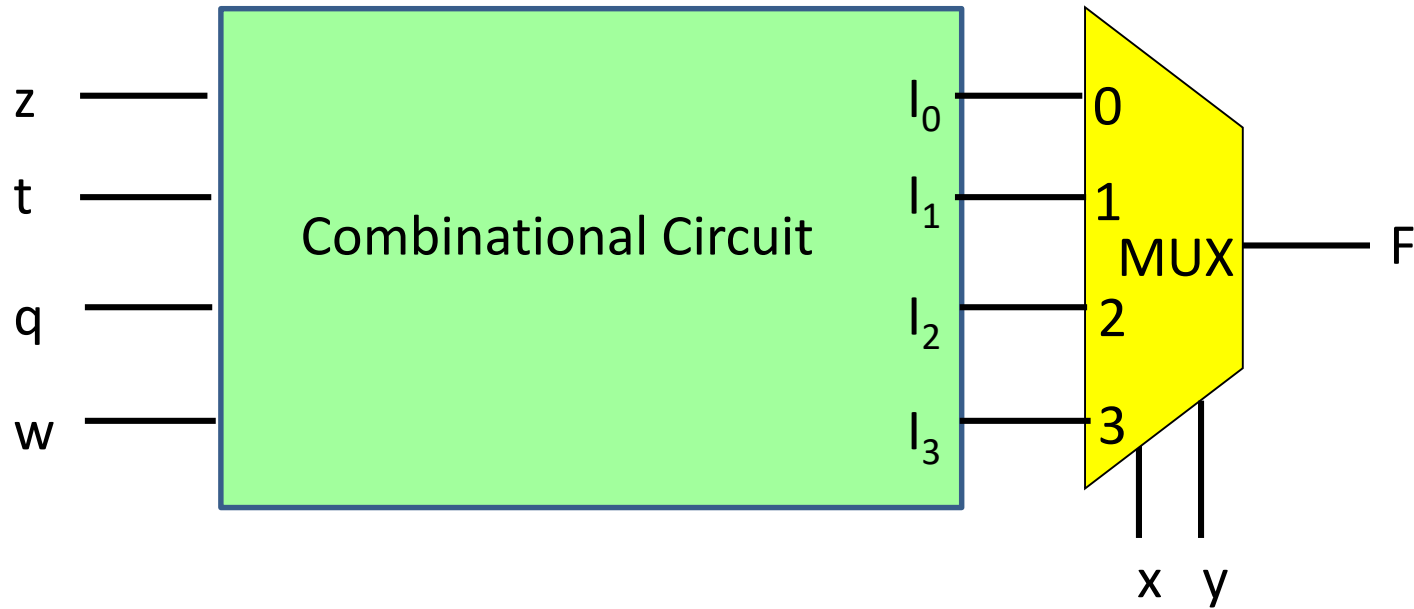 z I₀ 0
t I₁ 1
Combinational Circuit
MUX F
q I₂ 2
w I₃ 3
x y